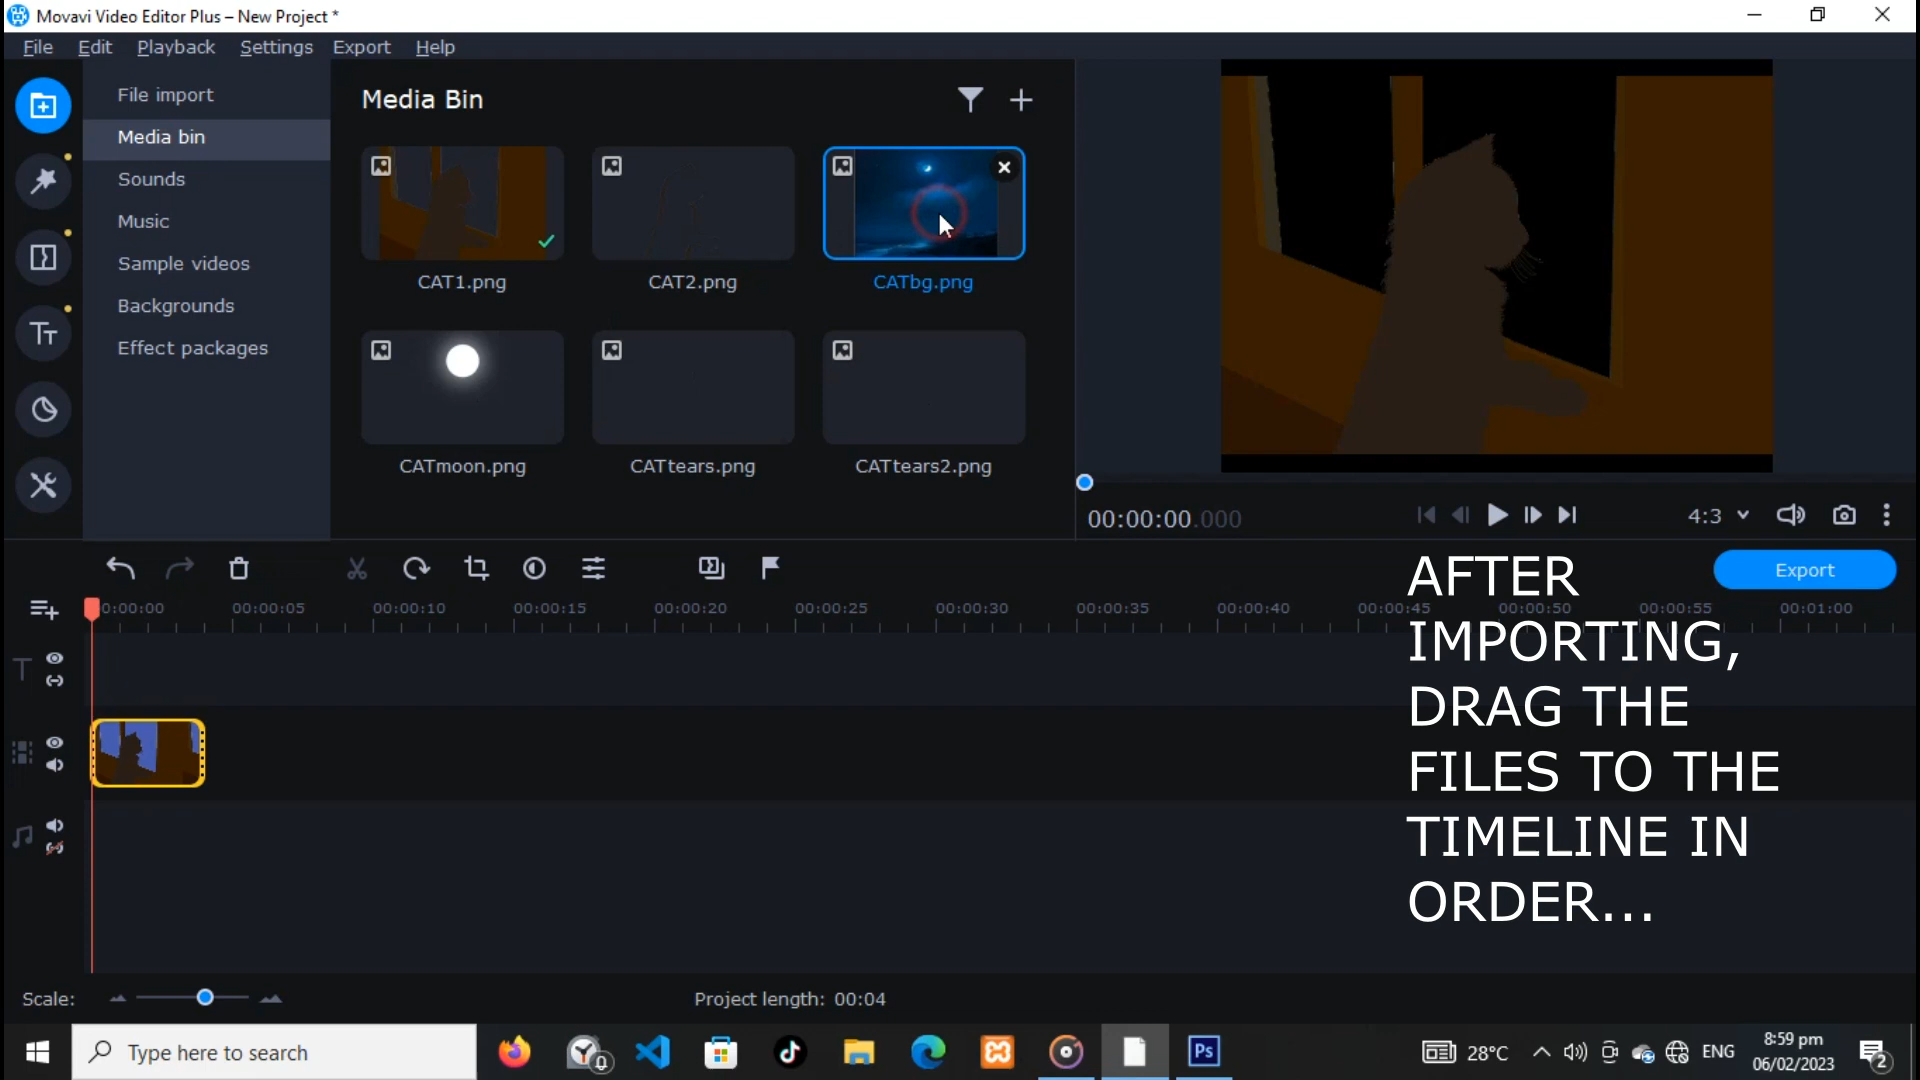 Movavi Video Editor Plus – New Project *
File Edit Playback Settings Export Help
File import
Media bin
Sounds
Music
Sample videos
Backgrounds
Effect packages
Media Bin
CAT1.png
CAT2.png
CATbg.png
CATmoon.png
CATtears.png
CATtears2.png
00:00:00.000
4:3
Export
0:00:00 00:00:05 00:00:10 00:00:15 00:00:20 00:00:25 00:00:30 00:00:35 00:00:40 00:00:45 00:00:50 00:00:55 00:01:00
AFTER
IMPORTING,
DRAG THE
FILES TO THE
TIMELINE IN
ORDER...
Scale:
Project length: 00:04
Type here to search
Ps
28°C
ENG
8:59 pm
06/02/2023
2